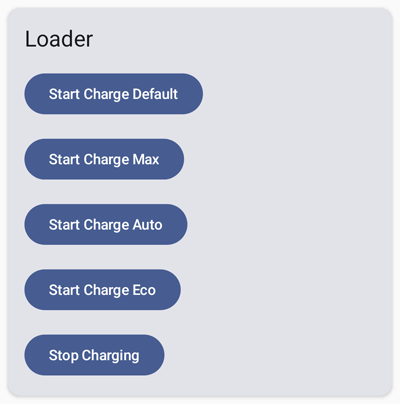 Loader
Start Charge Default
Start Charge Max
Start Charge Auto
Start Charge Eco
Stop Charging